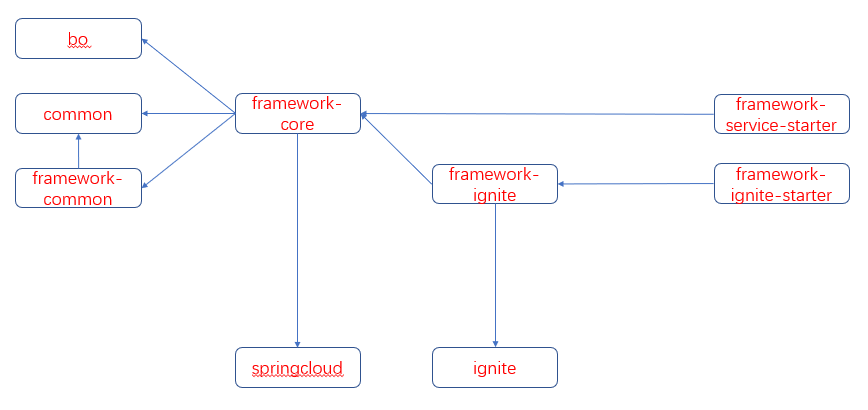 bo
common
framework-
common
framework-
core
framework-
service-starter
framework-
ignite
framework-
ignite-starter
springcloud
ignite